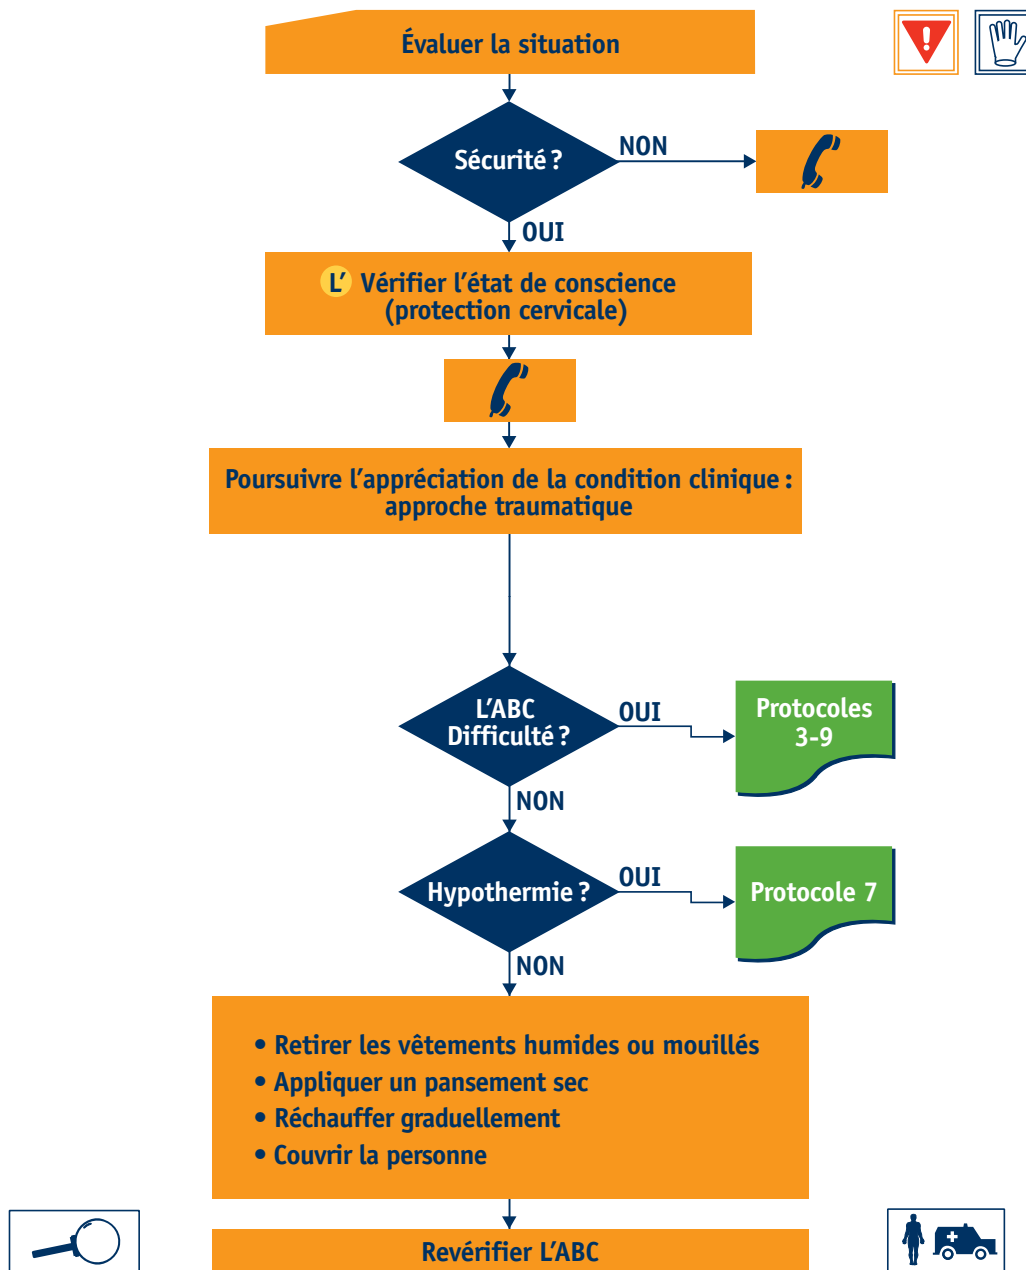 Évaluer la situation
Sécurité ?
NON
OUI
L' Vérifier l'état de conscience
(protection cervicale)
Poursuivre l'appréciation de la condition clinique :
approche traumatique
L'ABC
Difficulté ?
OUI
Protocoles
3-9
NON
Hypothermie ?
OUI
Protocole 7
NON
• Retirer les vêtements humides ou mouillés
• Appliquer un pansement sec
• Réchauffer graduellement
• Couvrir la personne
Revérifier L'ABC